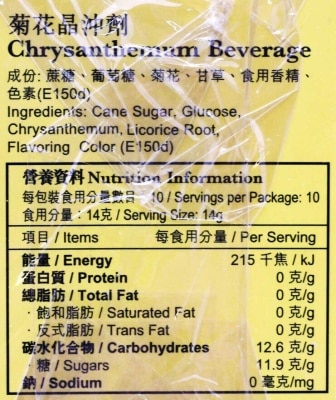 菊花晶沖劑
Chrysanthemum Beverage
成份: 蔗糖、葡萄糖、菊花、甘草、食用香精、
色素(E150d)
Ingredients: Cane Sugar, Glucose,
Chrysanthemum, Licorice Root,
Flavoring Color (E150d)
營養資料 Nutrition Information
每包裝食用分量數目：10 / Servings per Package: 10
食用分量：14克 / Serving Size: 14g
項目 / Items 每食用分量 / Per Serving
能量 / Energy 215 千焦 / kJ
蛋白質 / Protein 0 克/g
總脂肪 / Total Fat 0 克/g
· 飽和脂肪 / Saturated Fat 0 克/g
· 反式脂肪 / Trans Fat 0 克/g
碳水化合物 / Carbohydrates 12.6 克/g
· 糖 / Sugars 11.9 克/g
鈉 / Sodium 0 毫克/mg